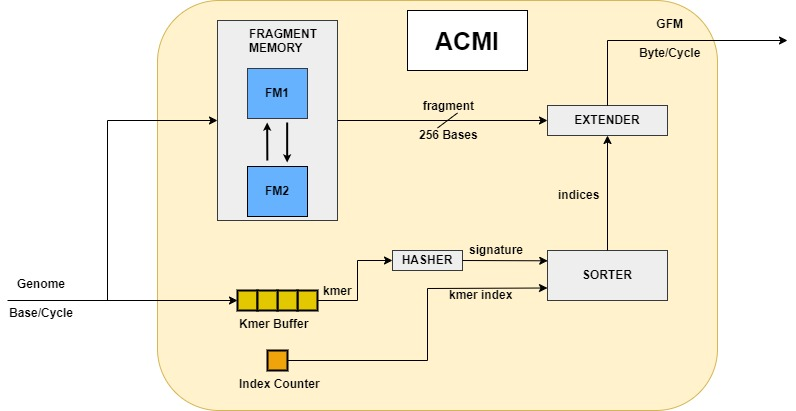 ACMI
GFM
Byte/Cycle
FRAGMENT
MEMORY
FM1
FM2
fragment
256 Bases
EXTENDER
indices
HASHER
signature
SORTER
kmer index
Genome
Base/Cycle
kmer
Kmer Buffer
Index Counter